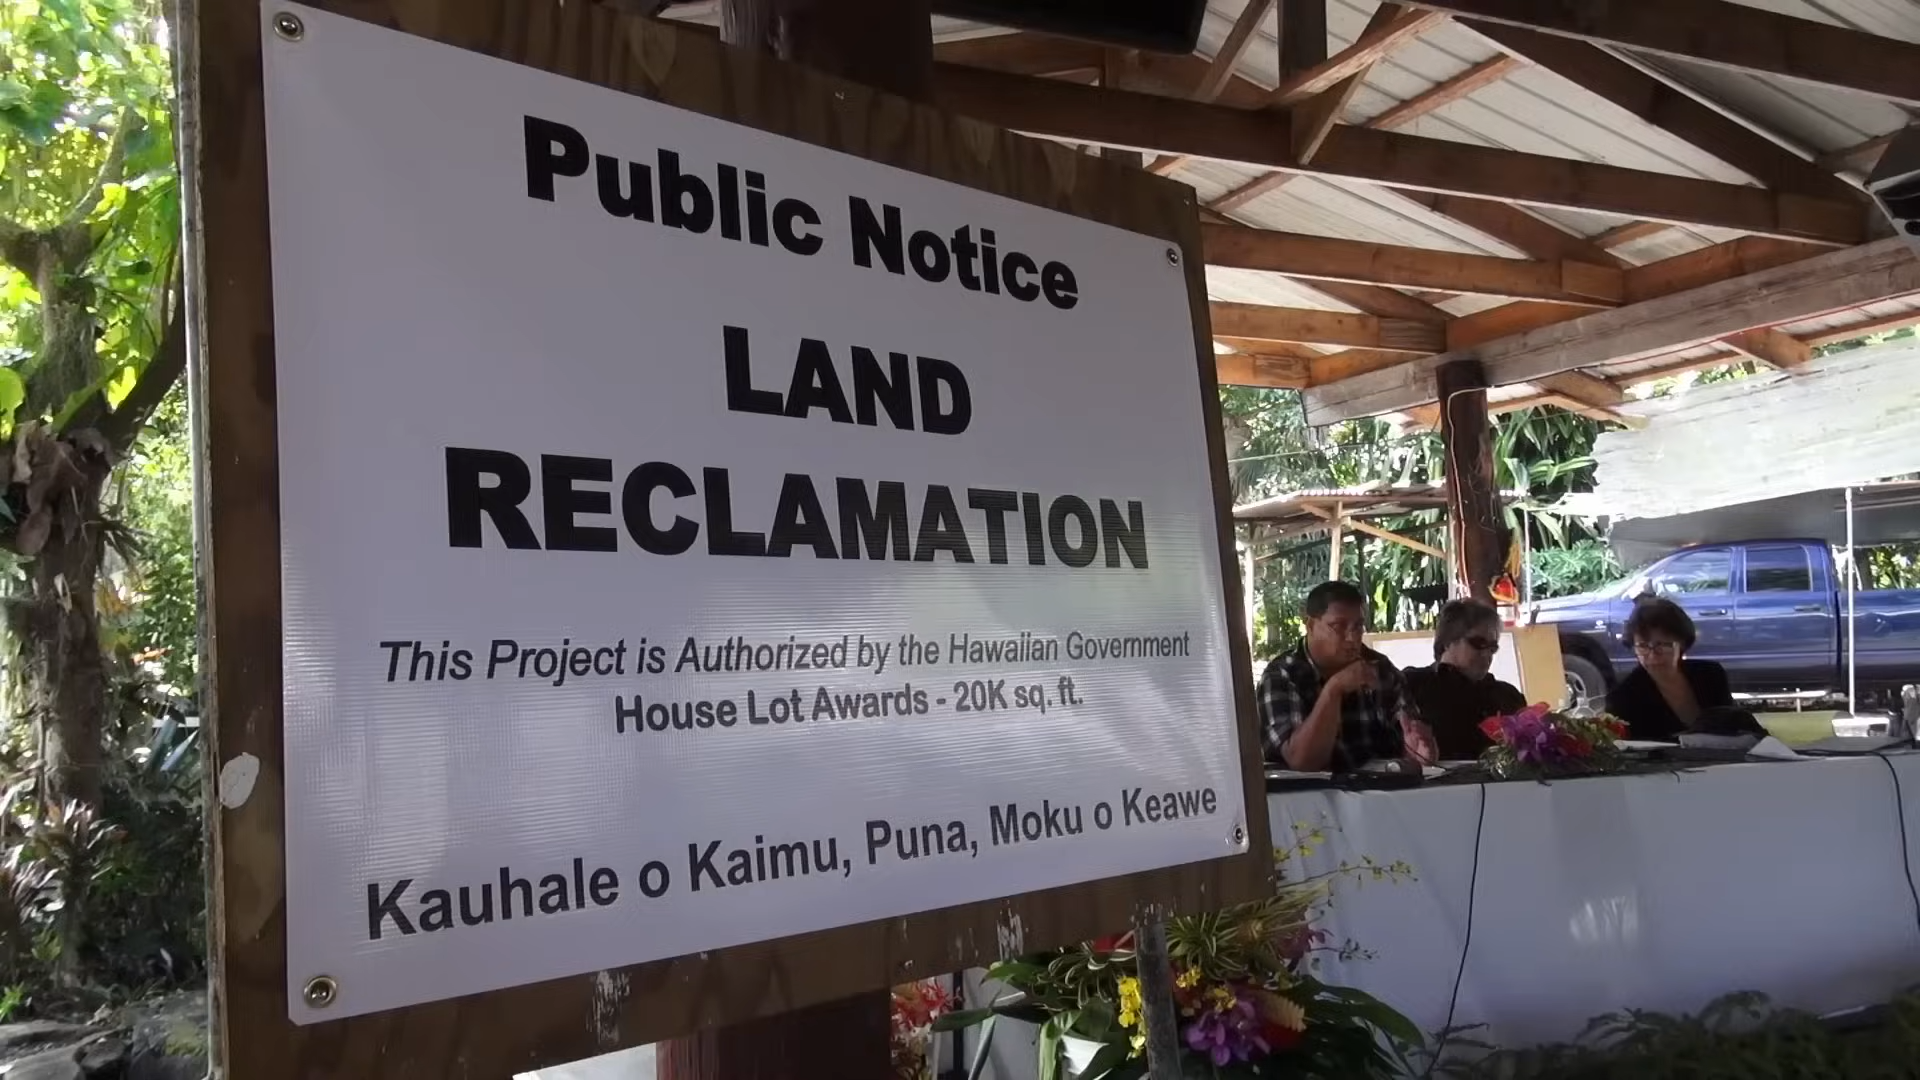 Public Notice
LAND
RECLAMATION
This Project is Authorized by the Hawaiian Government
House Lot Awards - 20K sq. ft.
Kauhale o Kaimu, Puna, Moku o Keawe